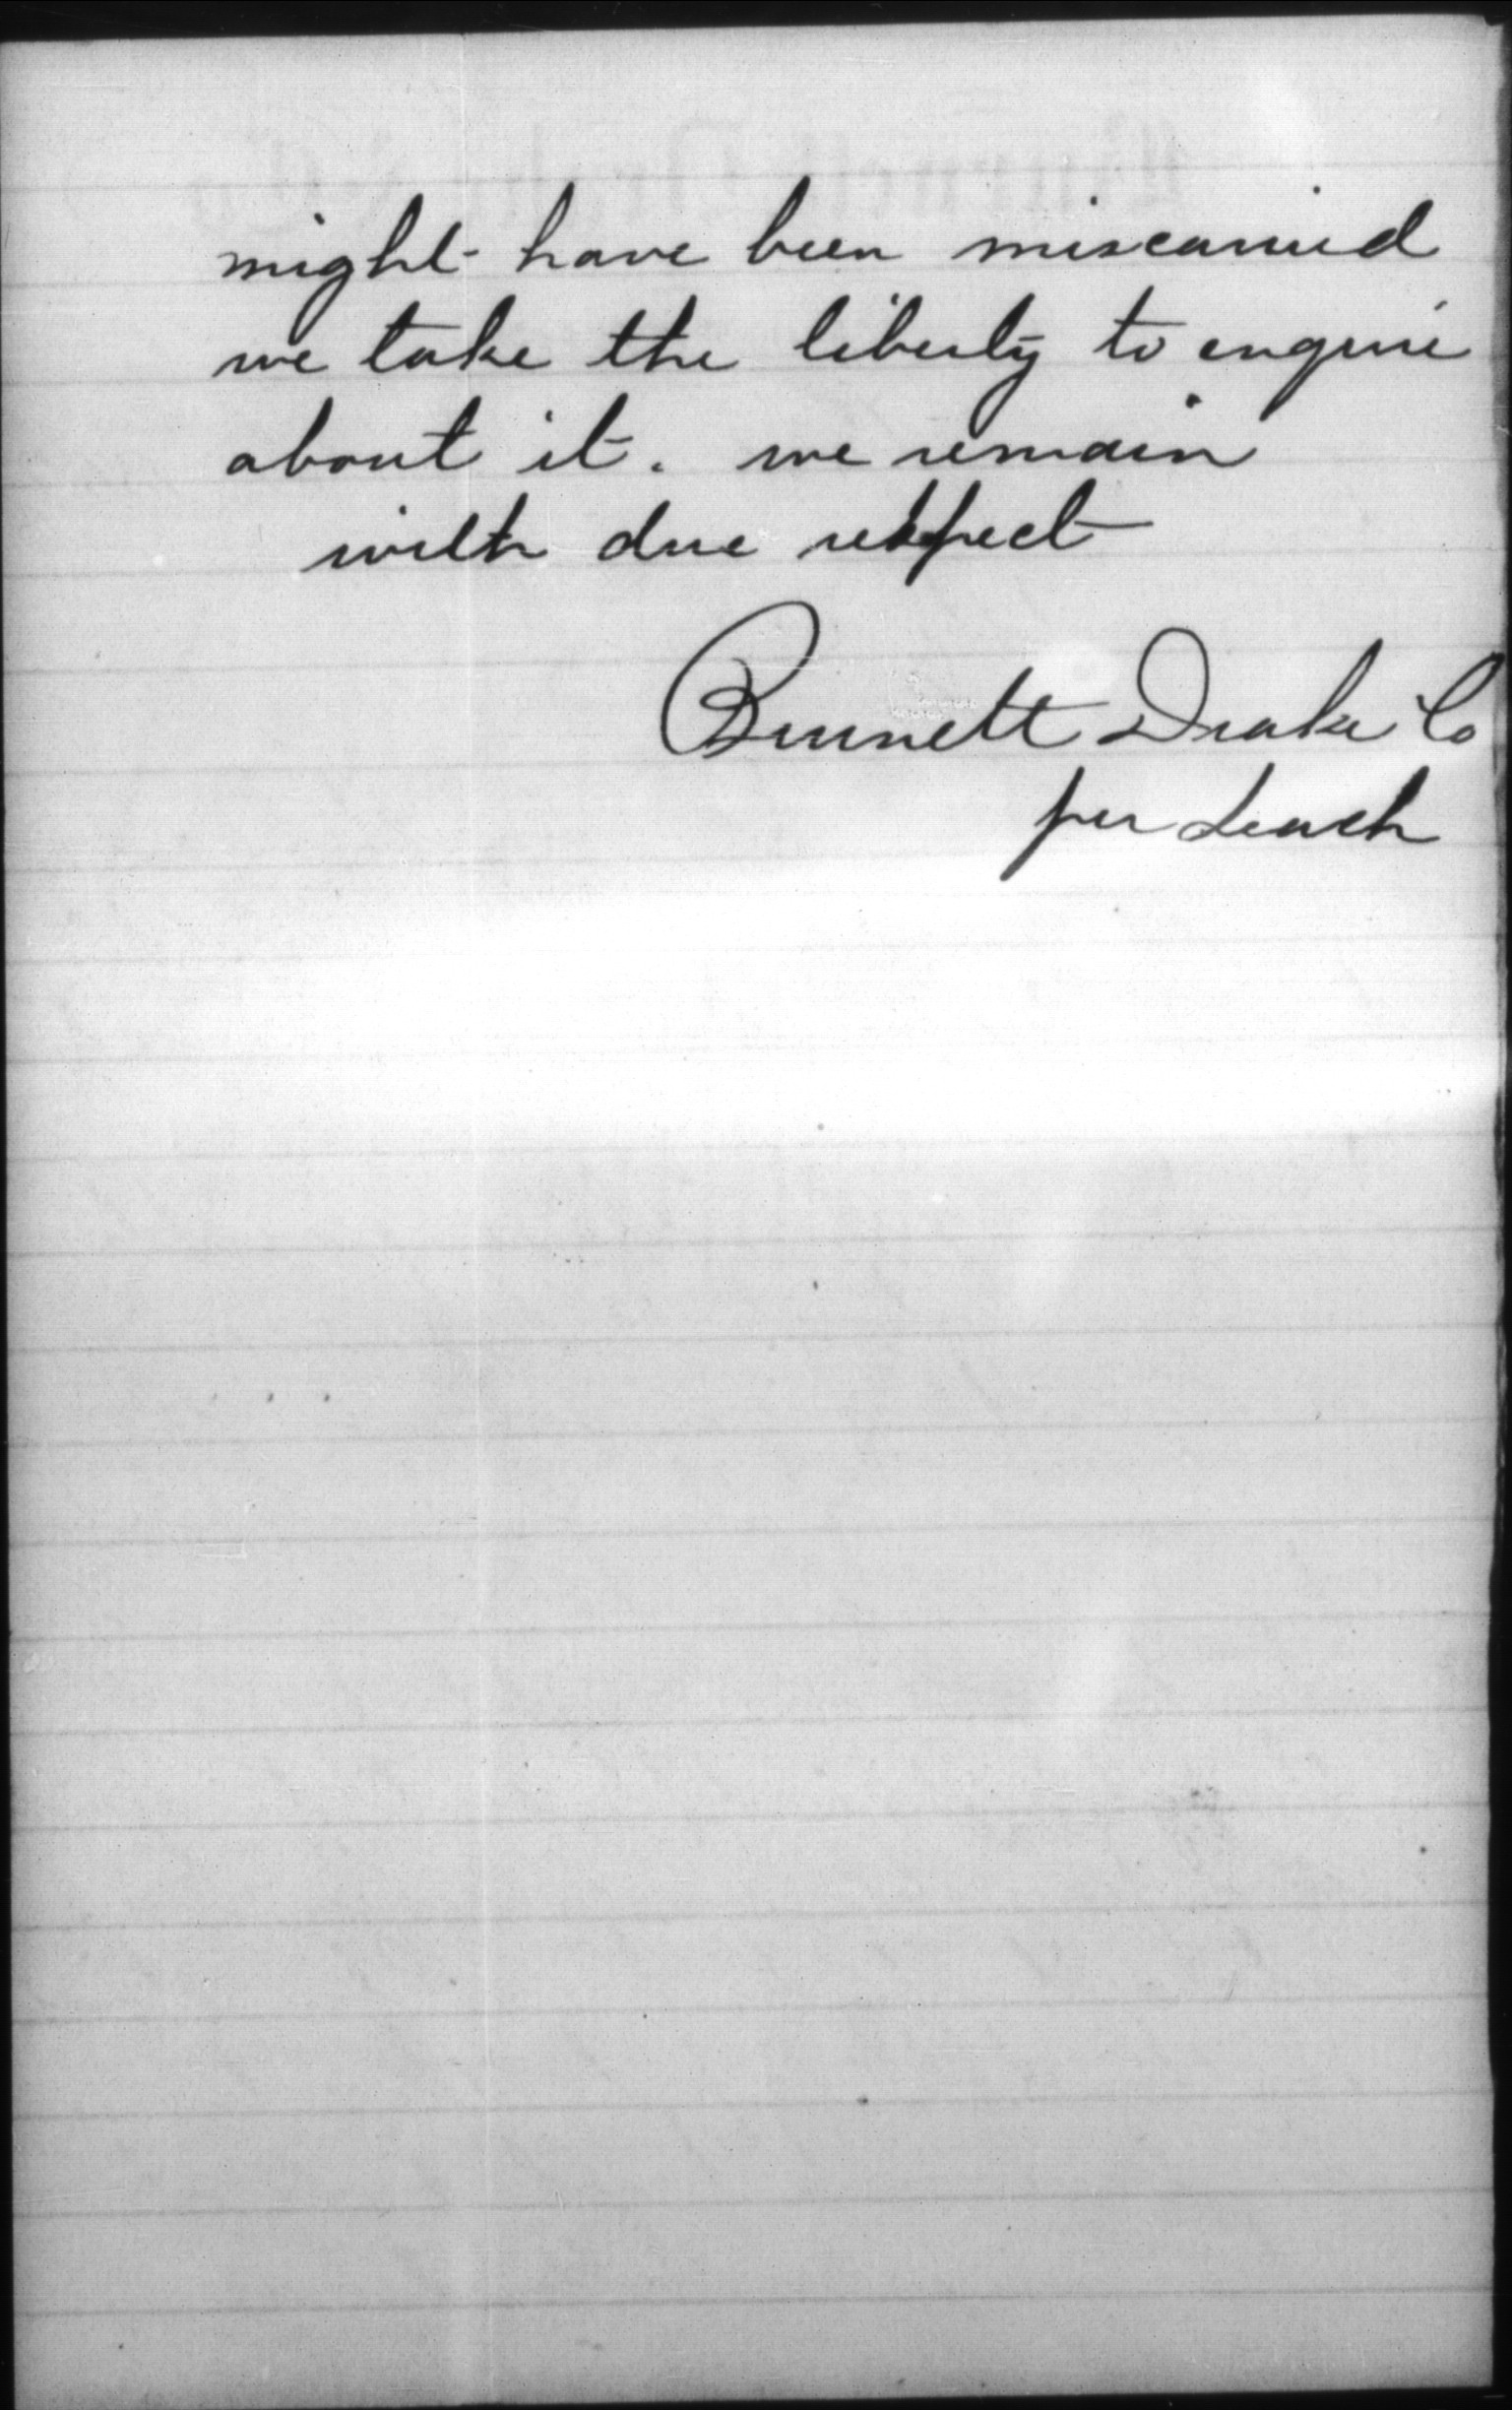 might have been miscarried
we take the liberty to enquire
about it. we remain
with due respect
Bennett Drake Co
per Leach